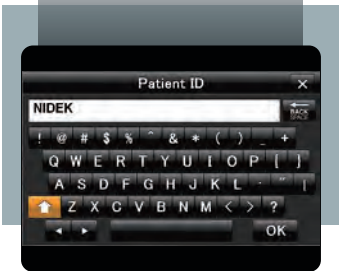 Patient ID ×
NIDEK BACK SPACE
! @ # $ % ^ & * ( ) _ +
Q W E R T Y U I O P [ ]
A S D F G H J K L · " |
Z X C V B N M < > ?
OK